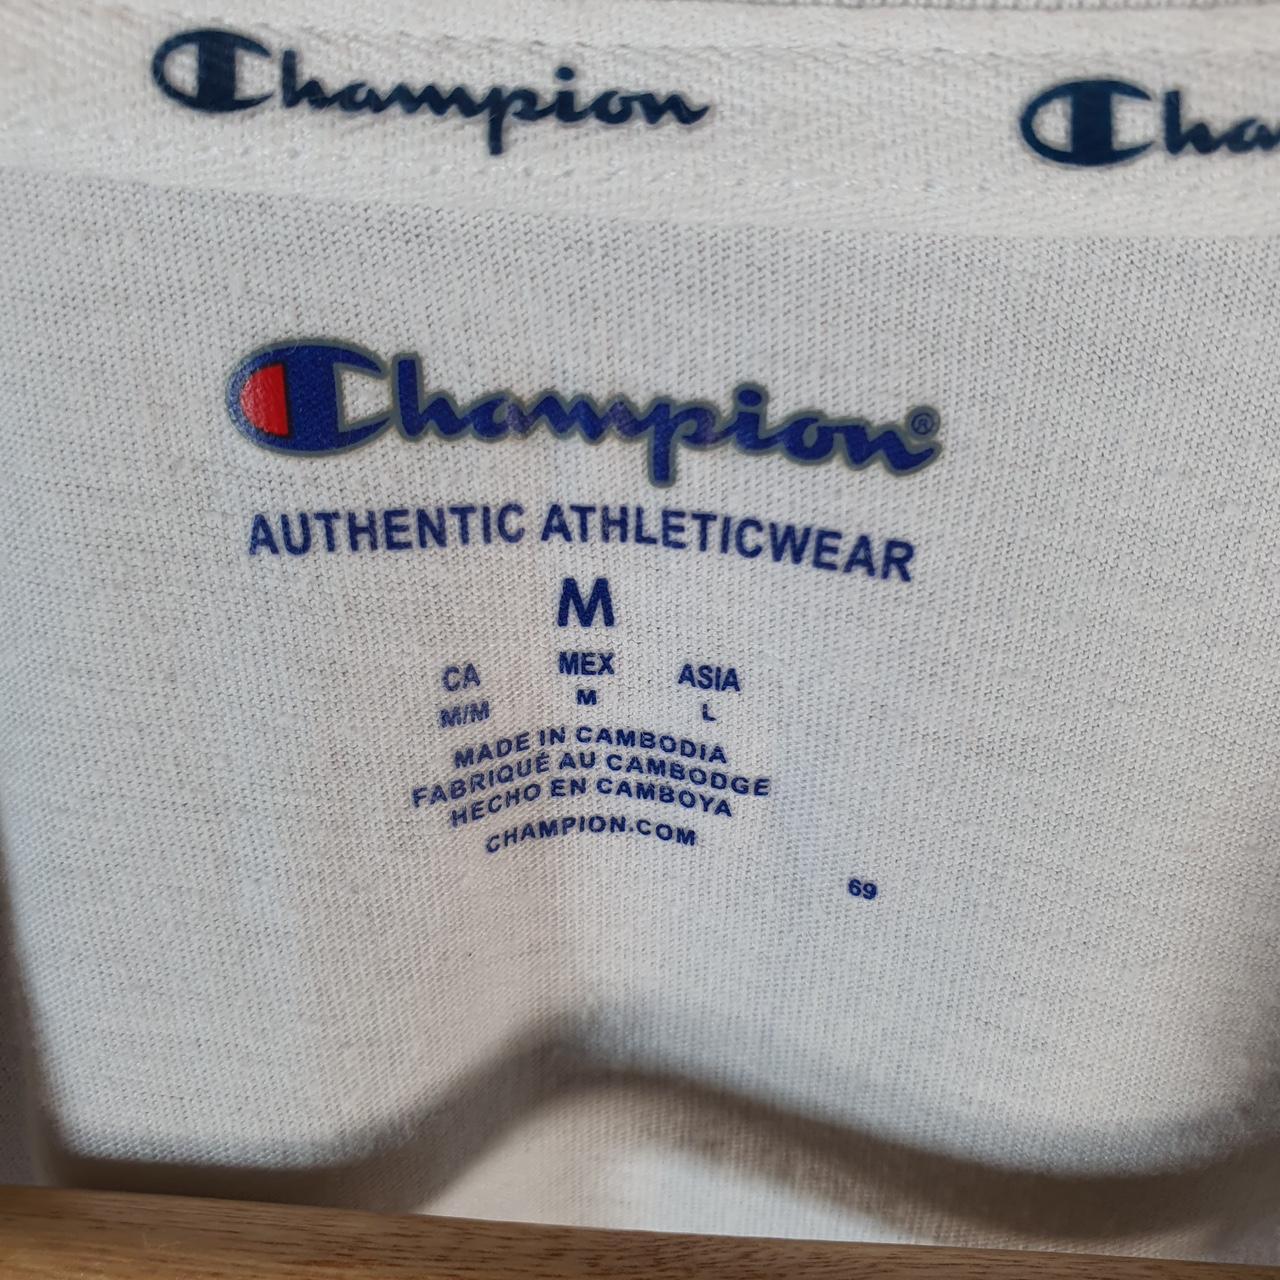 Champion Cha
Champion®
AUTHENTIC ATHLETICWEAR
M
CA MEX ASIA
M/M M L
MADE IN CAMBODIA
FABRIQUÉ AU CAMBODGE
HECHO EN CAMBOYA
CHAMPION.COM
69